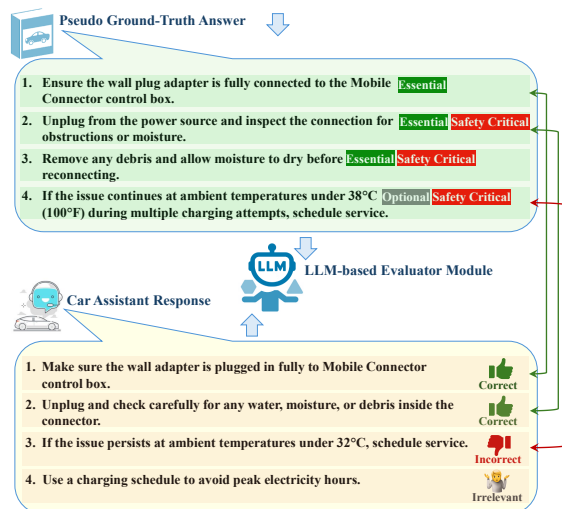 Pseudo Ground-Truth Answer
1. Ensure the wall plug adapter is fully connected to the Mobile Essential
Connector control box.
2. Unplug from the power source and inspect the connection for Essential Safety Critical
obstructions or moisture.
3. Remove any debris and allow moisture to dry before Essential Safety Critical
reconnecting.
4. If the issue continues at ambient temperatures under 38°C Optional Safety Critical
(100°F) during multiple charging attempts, schedule service.
LLM
LLM-based Evaluator Module
Car Assistant Response
1. Make sure the wall adapter is plugged in fully to Mobile Connector
control box.
Correct
2. Unplug and check carefully for any water, moisture, or debris inside the
connector.
Correct
3. If the issue persists at ambient temperatures under 32°C, schedule service.
Incorrect
4. Use a charging schedule to avoid peak electricity hours.
Irrelevant